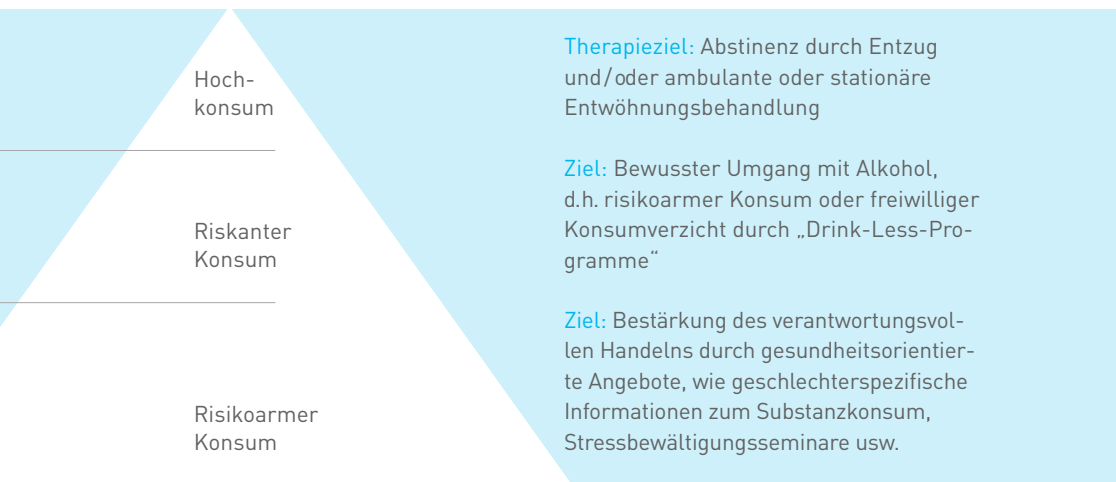 Hoch-
konsum
Therapieziel: Abstinenz durch Entzug
und/oder ambulante oder stationäre
Entwöhnungsbehandlung
Riskanter
Konsum
Ziel: Bewusster Umgang mit Alkohol,
d.h. risikoarmer Konsum oder freiwilliger
Konsumverzicht durch „Drink-Less-Pro-
gramme“
Risikoarmer
Konsum
Ziel: Bestärkung des verantwortungsvol-
len Handelns durch gesundheitsorientier-
te Angebote, wie geschlechterspezifische
Informationen zum Substanzkonsum,
Stressbewältigungsseminare usw.